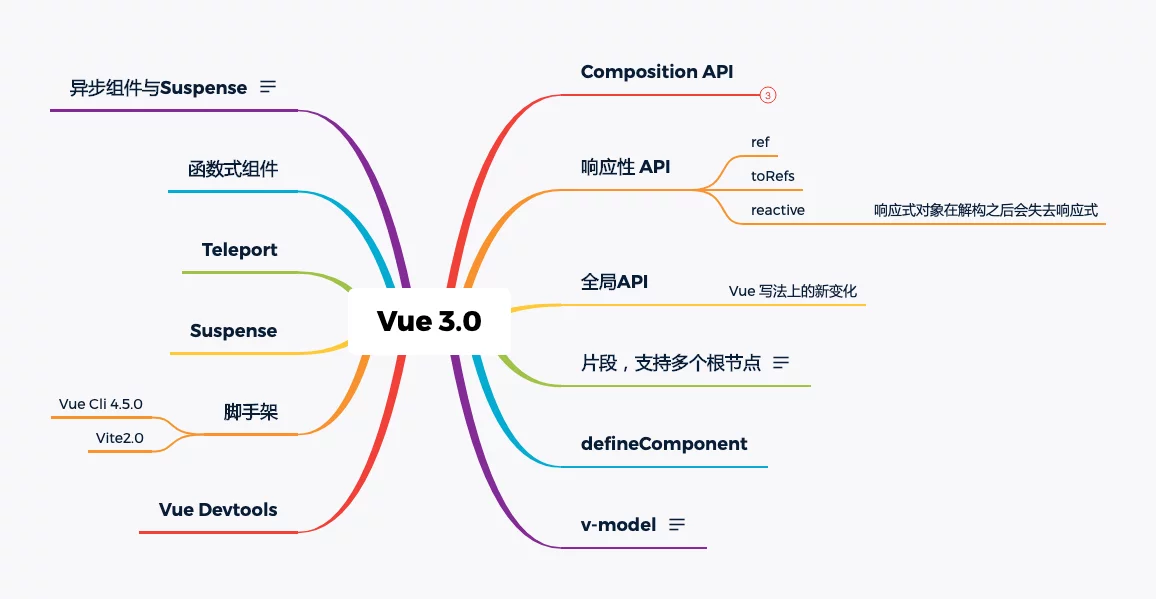 Vue 3.0
Composition API
3
响应性 API
ref
toRefs
reactive
响应式对象在解构之后会失去响应式
全局API
Vue 写法上的新变化
片段，支持多个根节点
defineComponent
v-model
异步组件与Suspense
函数式组件
Teleport
Suspense
脚手架
Vue Cli 4.5.0
Vite2.0
Vue Devtools